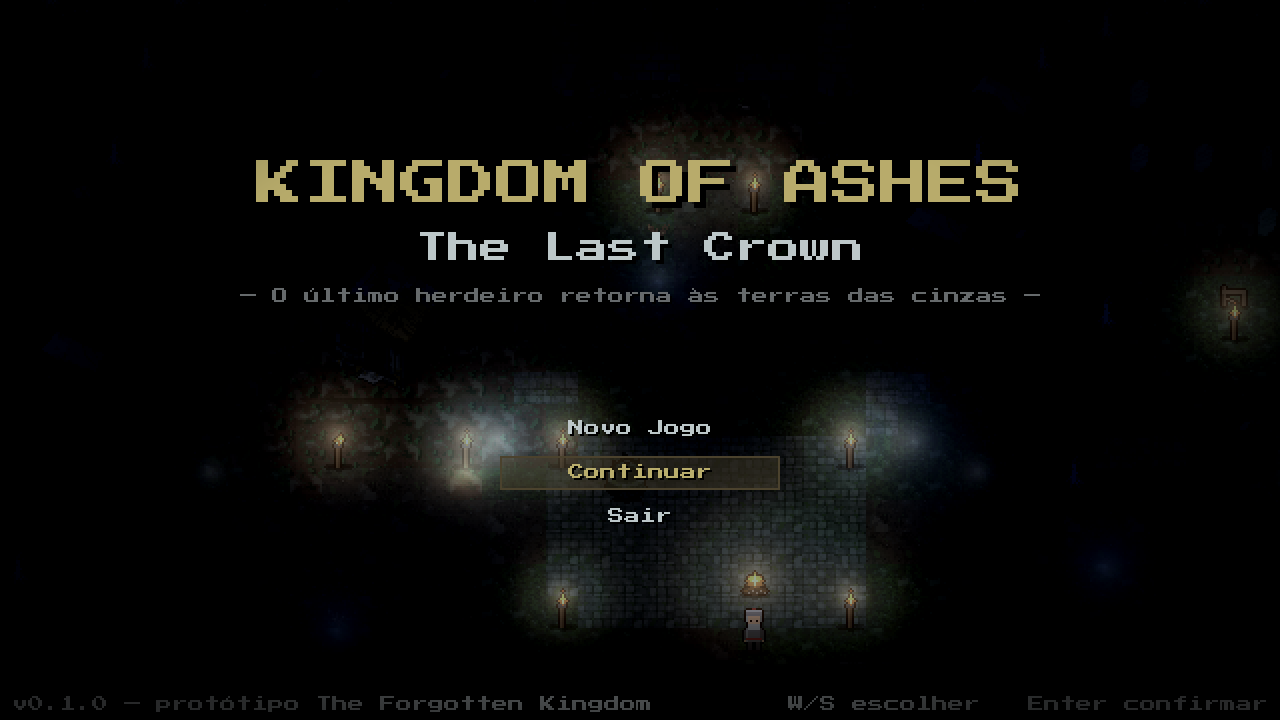 KINGDOM OF ASHES
The Last Crown
— O último herdeiro retorna às terras das cinzas —
Novo Jogo
Continuar
Sair
v0.1.0 — protótipo The Forgotten Kingdom
W/S escolher Enter confirmar